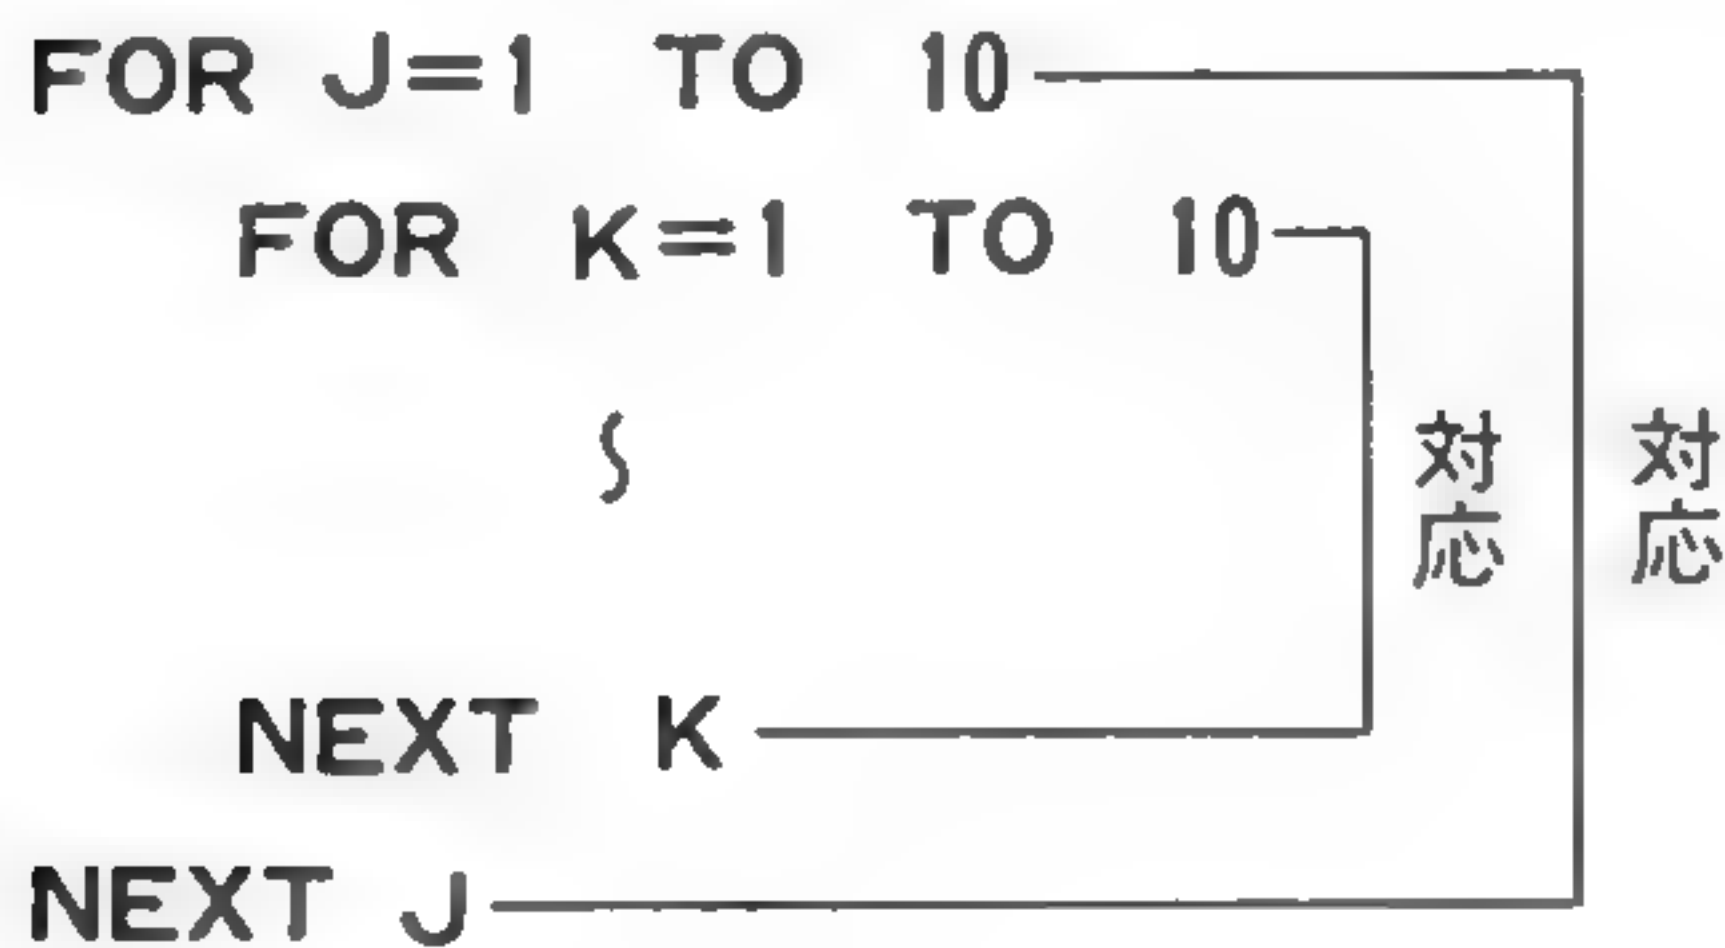 FOR J=1 TO 10
FOR K=1 TO 10
⌇
対応
対応
NEXT K
NEXT J